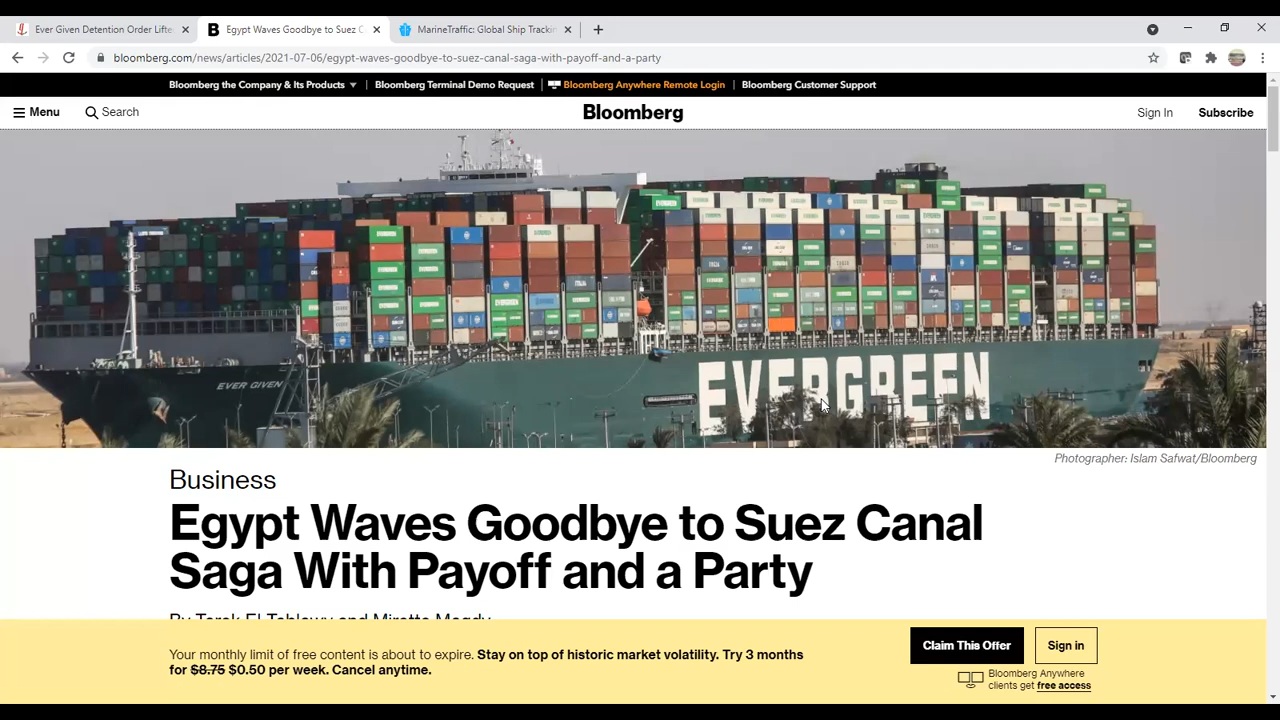 Ever Given Detention Order Lifte
Egypt Waves Goodbye to Suez C
MarineTraffic: Global Ship Trackin
bloomberg.com/news/articles/2021-07-06/egypt-waves-goodbye-to-suez-canal-saga-with-payoff-and-a-party
Bloomberg the Company & Its Products
Bloomberg Terminal Demo Request
Bloomberg Anywhere Remote Login
Bloomberg Customer Support
Menu
Search
Bloomberg
Sign In
Subscribe
EVERGREEN
EVER GIVEN
EVERGREEN
Photographer: Islam Safwat/Bloomberg
Business
Egypt Waves Goodbye to Suez Canal
Saga With Payoff and a Party
Your monthly limit of free content is about to expire. Stay on top of historic market volatility. Try 3 months
for $8.75 $0.50 per week. Cancel anytime.
Claim This Offer
Sign in
Bloomberg Anywhere
clients get free access